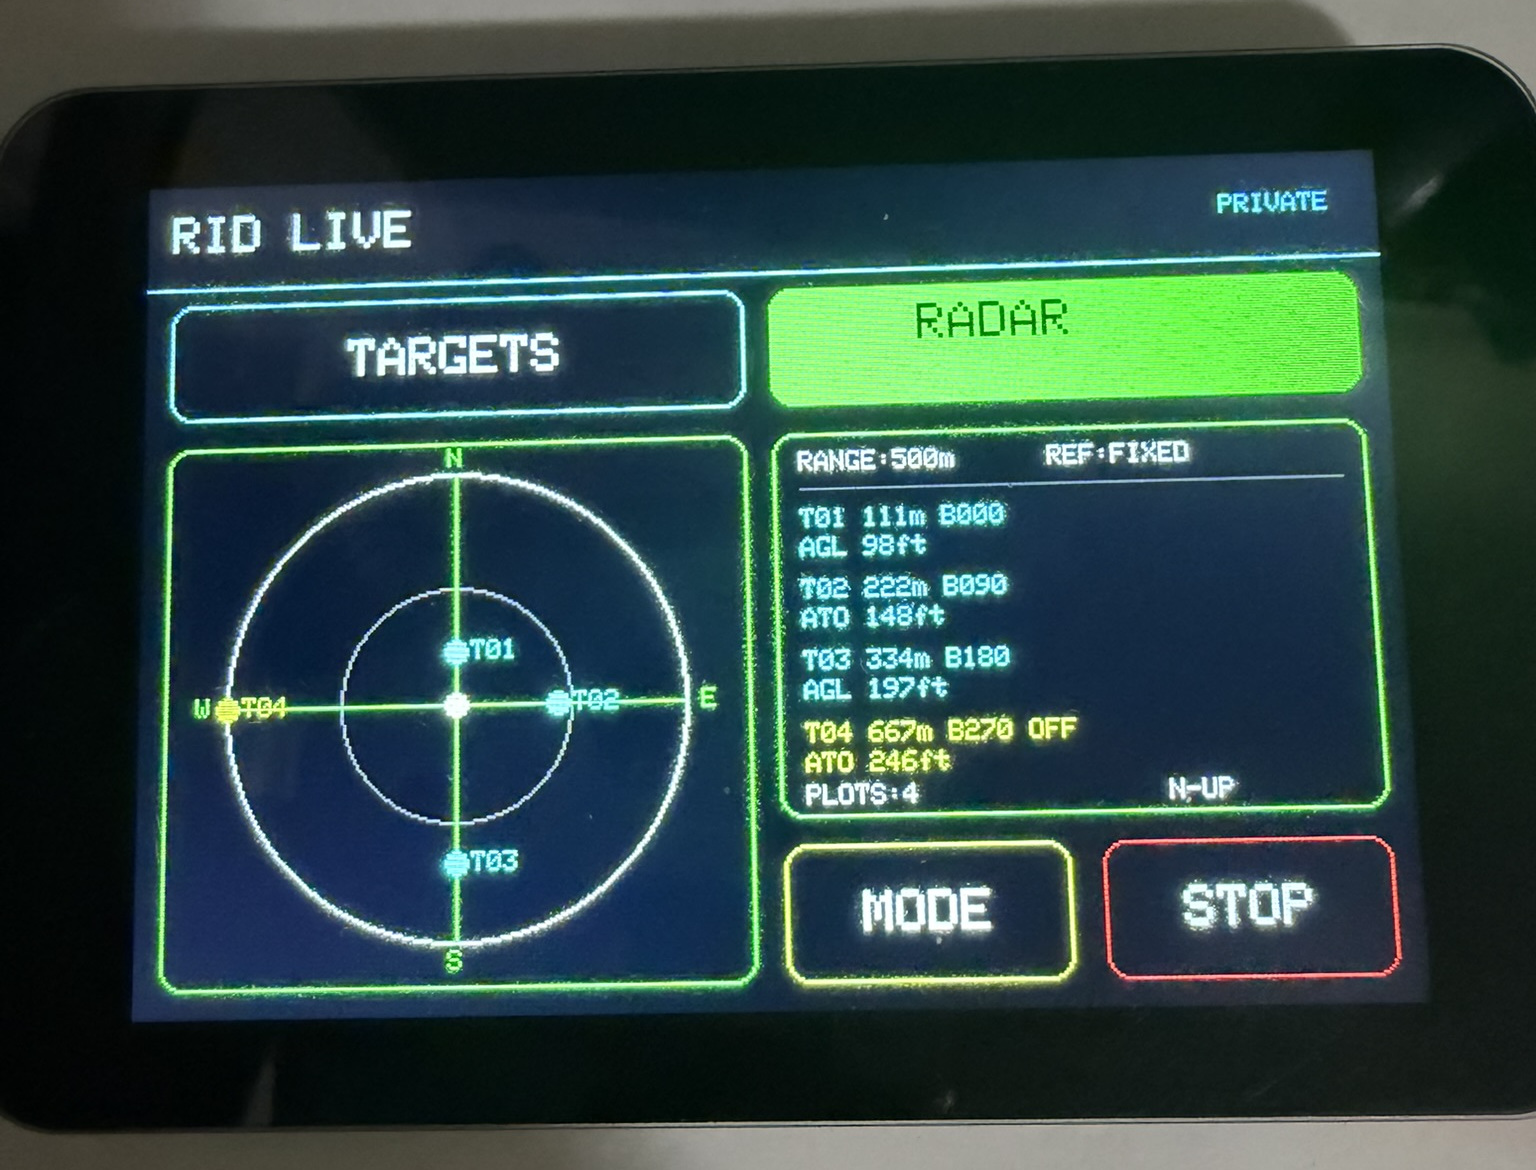 RID LIVE
PRIVATE
TARGETS
RADAR
N
W
E
S
T01
T02
T03
T04
RANGE:500m REF:FIXED
T01 111m B000
AGL 98ft
T02 222m B090
ATO 148ft
T03 334m B180
AGL 197ft
T04 667m B270 OFF
ATO 246ft
PLOTS:4 N-UP
MODE
STOP